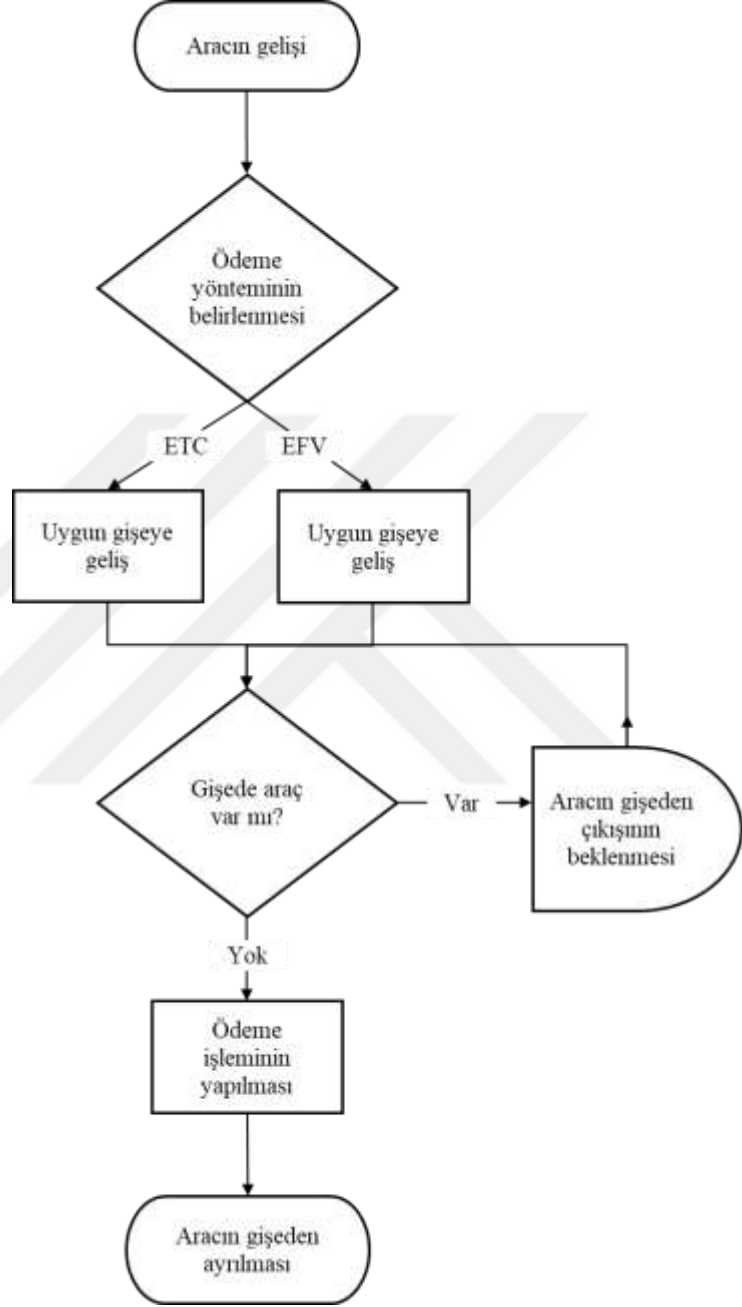 Aracın gelişi
Ödeme
yönteminin
belirlenmesi
ETC
EFV
Uygun gişeye
geliş
Uygun gişeye
geliş
Gişede araç
var mı?
Var
Aracın gişeden
çıkışının
beklenmesi
Yok
Ödeme
işleminin
yapılması
Aracın gişeden
ayrılması